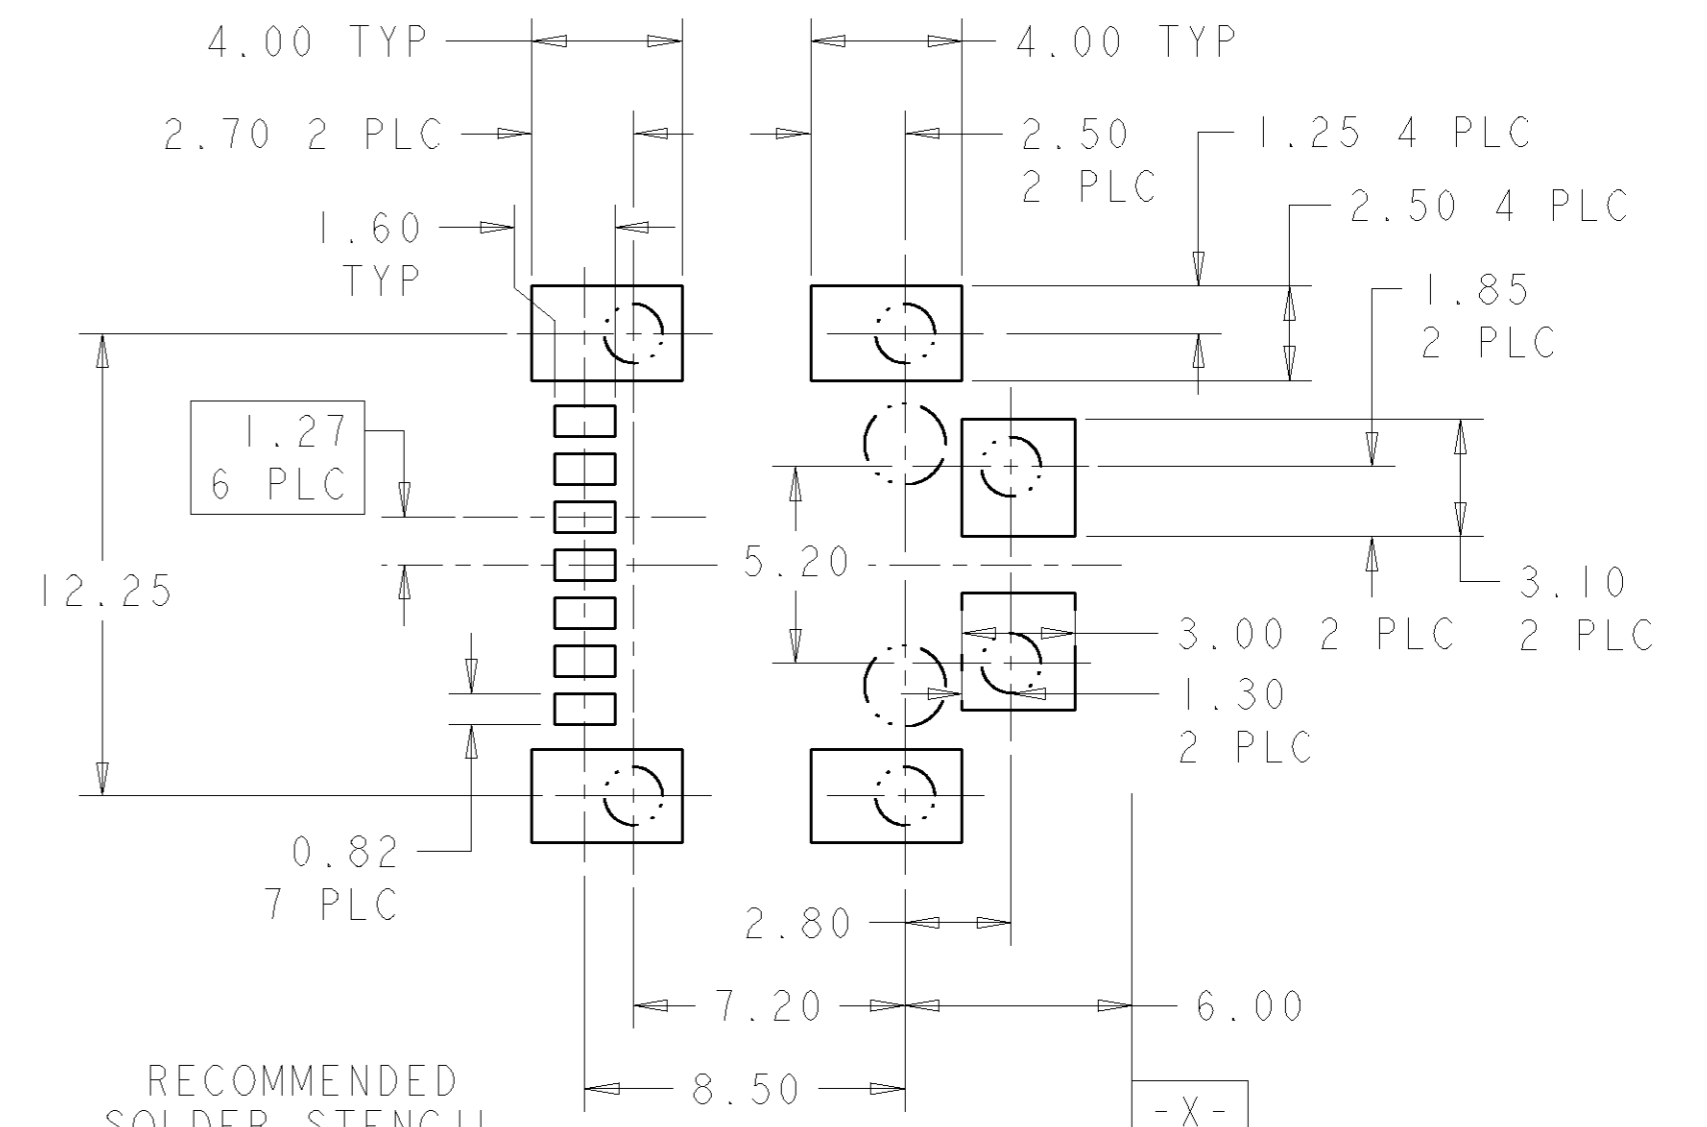 4.00 TYP
4.00 TYP
2.70 2 PLC
2.50
2 PLC
1.25 4 PLC
2.50 4 PLC
1.60
TYP
1.85
2 PLC
1.27
6 PLC
5.20
12.25
3.10
2 PLC
3.00 2 PLC
1.30
2 PLC
0.82
7 PLC
2.80
7.20
6.00
8.50
RECOMMENDED
SOLDER STENCIL
-X-